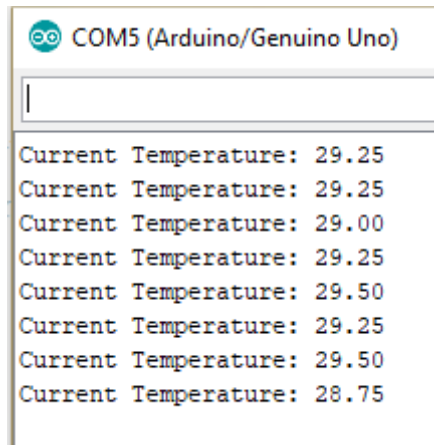 COM5 (Arduino/Genuino Uno)
Current Temperature: 29.25
Current Temperature: 29.25
Current Temperature: 29.00
Current Temperature: 29.25
Current Temperature: 29.50
Current Temperature: 29.25
Current Temperature: 29.50
Current Temperature: 28.75